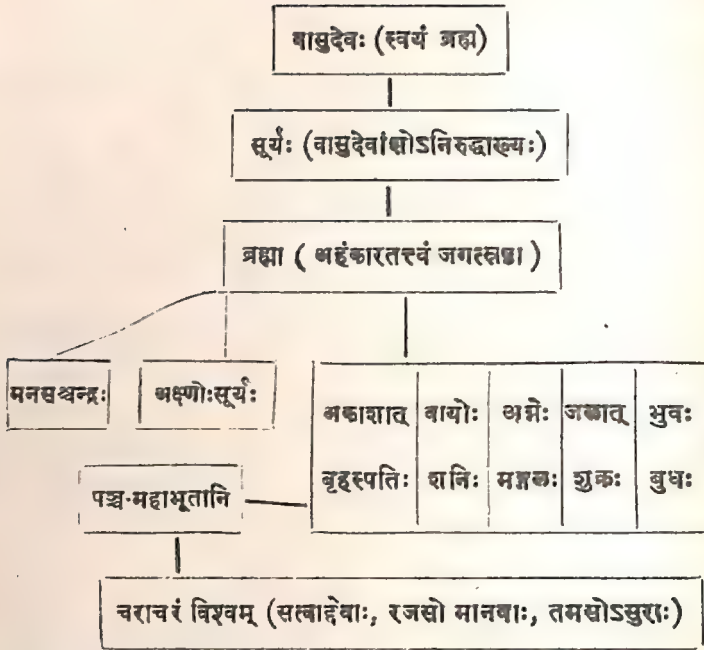 वासुदेवः (स्वयं ब्रह्म)
सूर्यः (वासुदेवांशोऽनिरुद्धाख्यः)
ब्रह्मा ( अहंकारतत्त्वं जगत्स्रष्टा )
मनसश्चन्द्रः
अक्ष्णोःसूर्यः
अकाशात् वायोः अग्नेः जलात् भुवः
बृहस्पतिः शनिः मङ्गलः शुक्रः बुधः
पञ्च-महाभूतानि
चराचरं विश्वम् (सत्वाद्देवाः, रजसो मानवाः, तमसोऽसुराः)